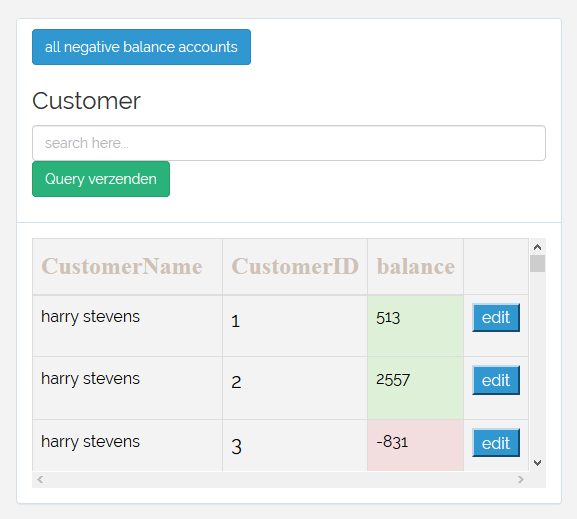 all negative balance accounts
Customer
search here...
Query verzenden
CustomerName CustomerID balance
harry stevens 1 513 edit
harry stevens 2 2557 edit
harry stevens 3 -831 edit